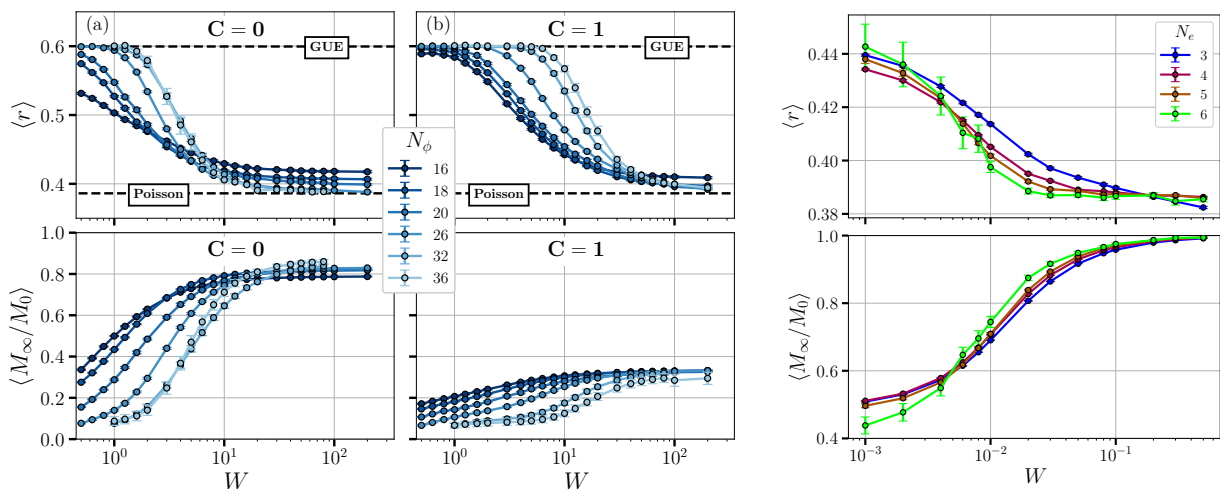 (a)
C = 0
GUE
Poisson
⟨r⟩
0.6
0.5
0.4
(b)
C = 1
GUE
Poisson
N_ϕ
16
18
20
26
32
36
C = 0
⟨M_∞/M_0⟩
1.0
0.8
0.6
0.4
0.2
0.0
10^0
10^1
10^2
W
C = 1
10^0
10^1
10^2
W
⟨r⟩
0.44
0.42
0.40
0.38
N_e
3
4
5
6
⟨M_∞/M_0⟩
1.0
0.8
0.6
0.4
10^−3
10^−2
10^−1
W